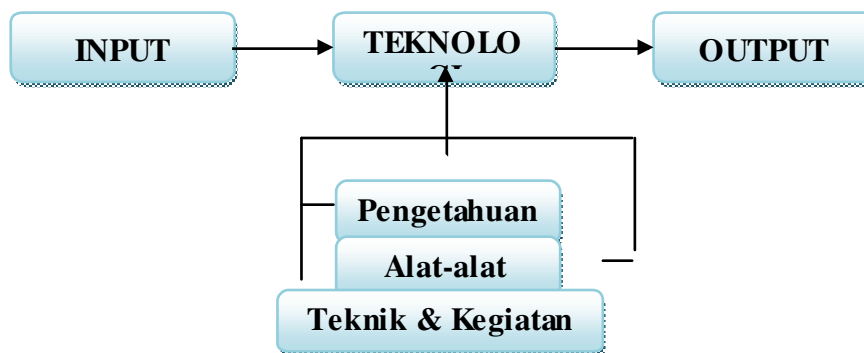 INPUT
TEKNOLO
OUTPUT
Pengetahuan
Alat-alat
Teknik & Kegiatan